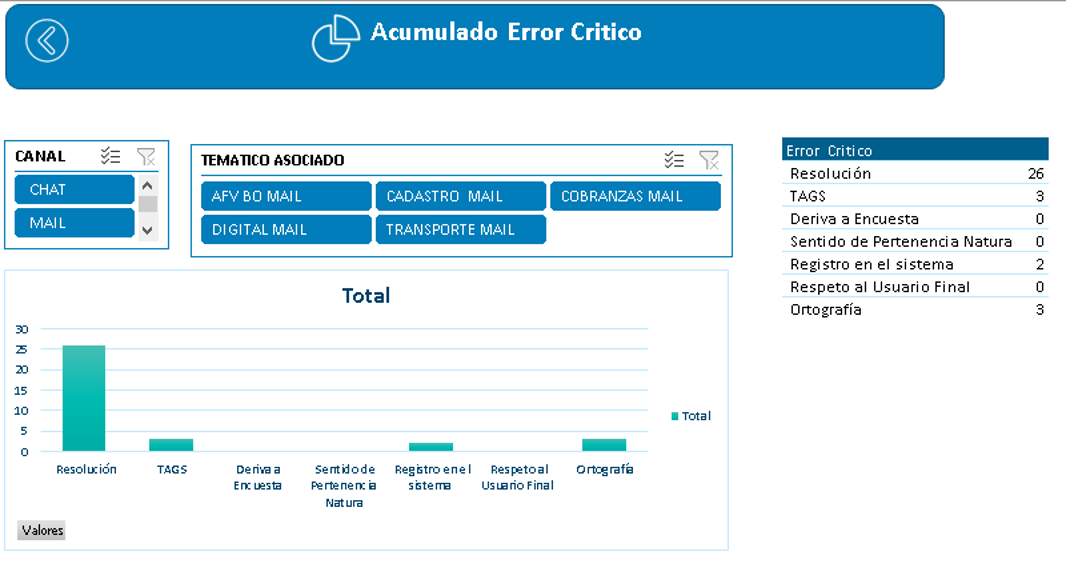 Acumulado Error Critico
CANAL
CHAT
MAIL
TEMATICO ASOCIADO
AFV BO MAIL
CADASTRO MAIL
COBRANZAS MAIL
DIGITAL MAIL
TRANSPORTE MAIL
Error Critico
Resolución 26
TAGS 3
Deriva a Encuesta 0
Sentido de Pertenencia Natura 0
Registro en el sistema 2
Respeto al Usuario Final 0
Ortografía 3
Total
30
25
20
15
10
5
0
Resolución
TAGS
Deriva a
Encuesta
Sentido de
Pertenencia
Natura
Registro en el
sistema
Respeto al
Usuario Final
Ortografía
Total
Valores